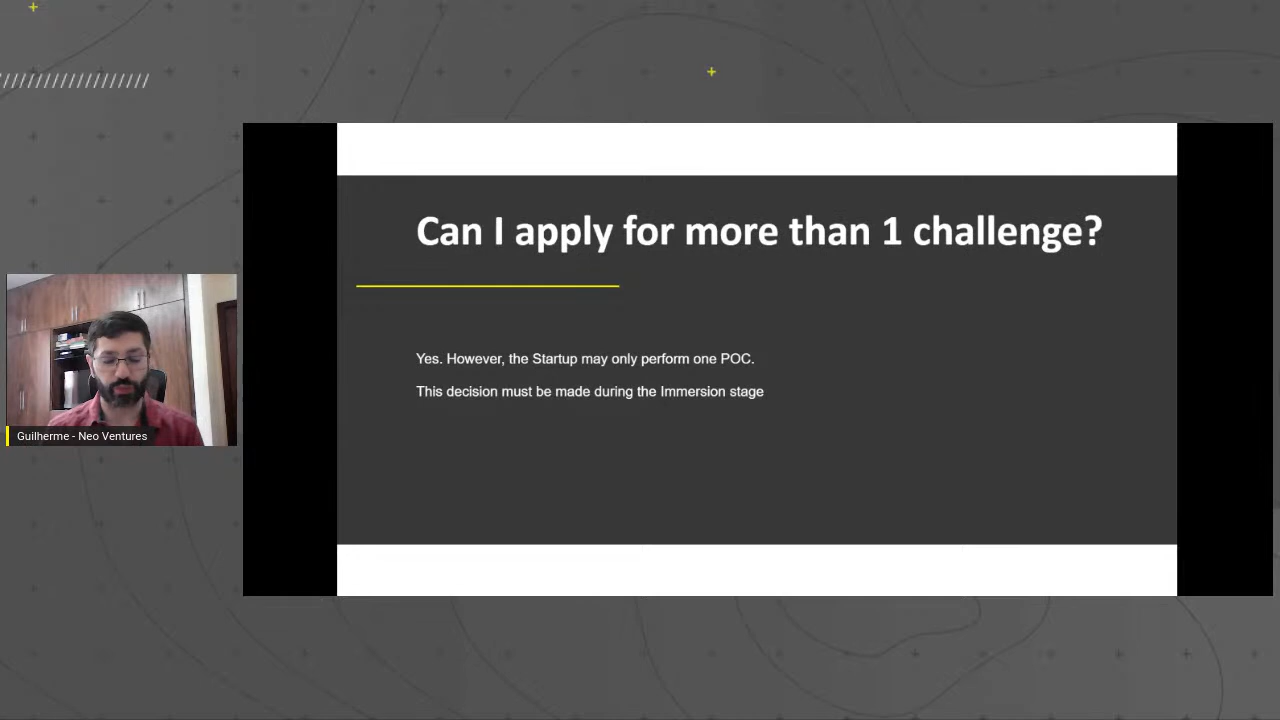 Can I apply for more than 1 challenge?
Yes. However, the Startup may only perform one POC.
This decision must be made during the Immersion stage
Guilherme - Neo Ventures